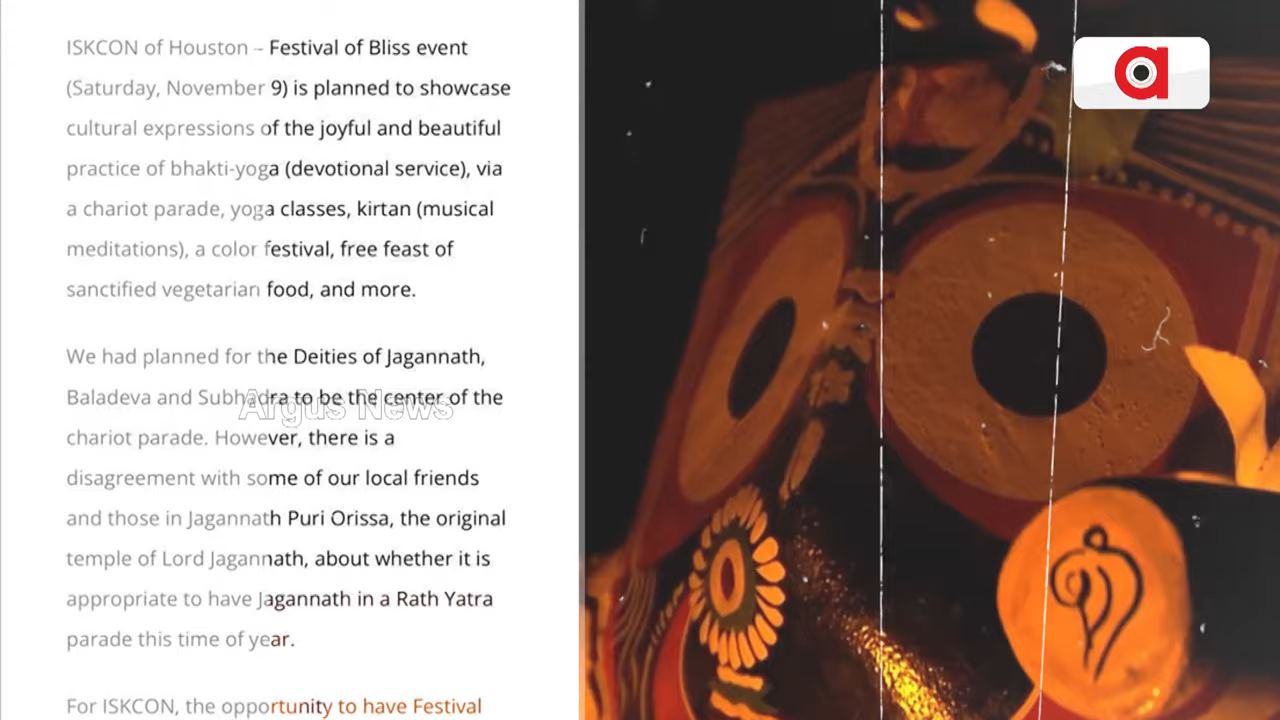 ISKCON of Houston – Festival of Bliss event
(Saturday, November 9) is planned to showcase
cultural expressions of the joyful and beautiful
practice of bhakti-yoga (devotional service), via
a chariot parade, yoga classes, kirtan (musical
meditations), a color festival, free feast of
sanctified vegetarian food, and more.
We had planned for the Deities of Jagannath,
Baladeva and Subhadra to be the center of the
chariot parade. However, there is a
disagreement with some of our local friends
and those in Jagannath Puri Orissa, the original
temple of Lord Jagannath, about whether it is
appropriate to have Jagannath in a Rath Yatra
parade this time of year.
For ISKCON, the opportunity to have Festival
Argus News
a